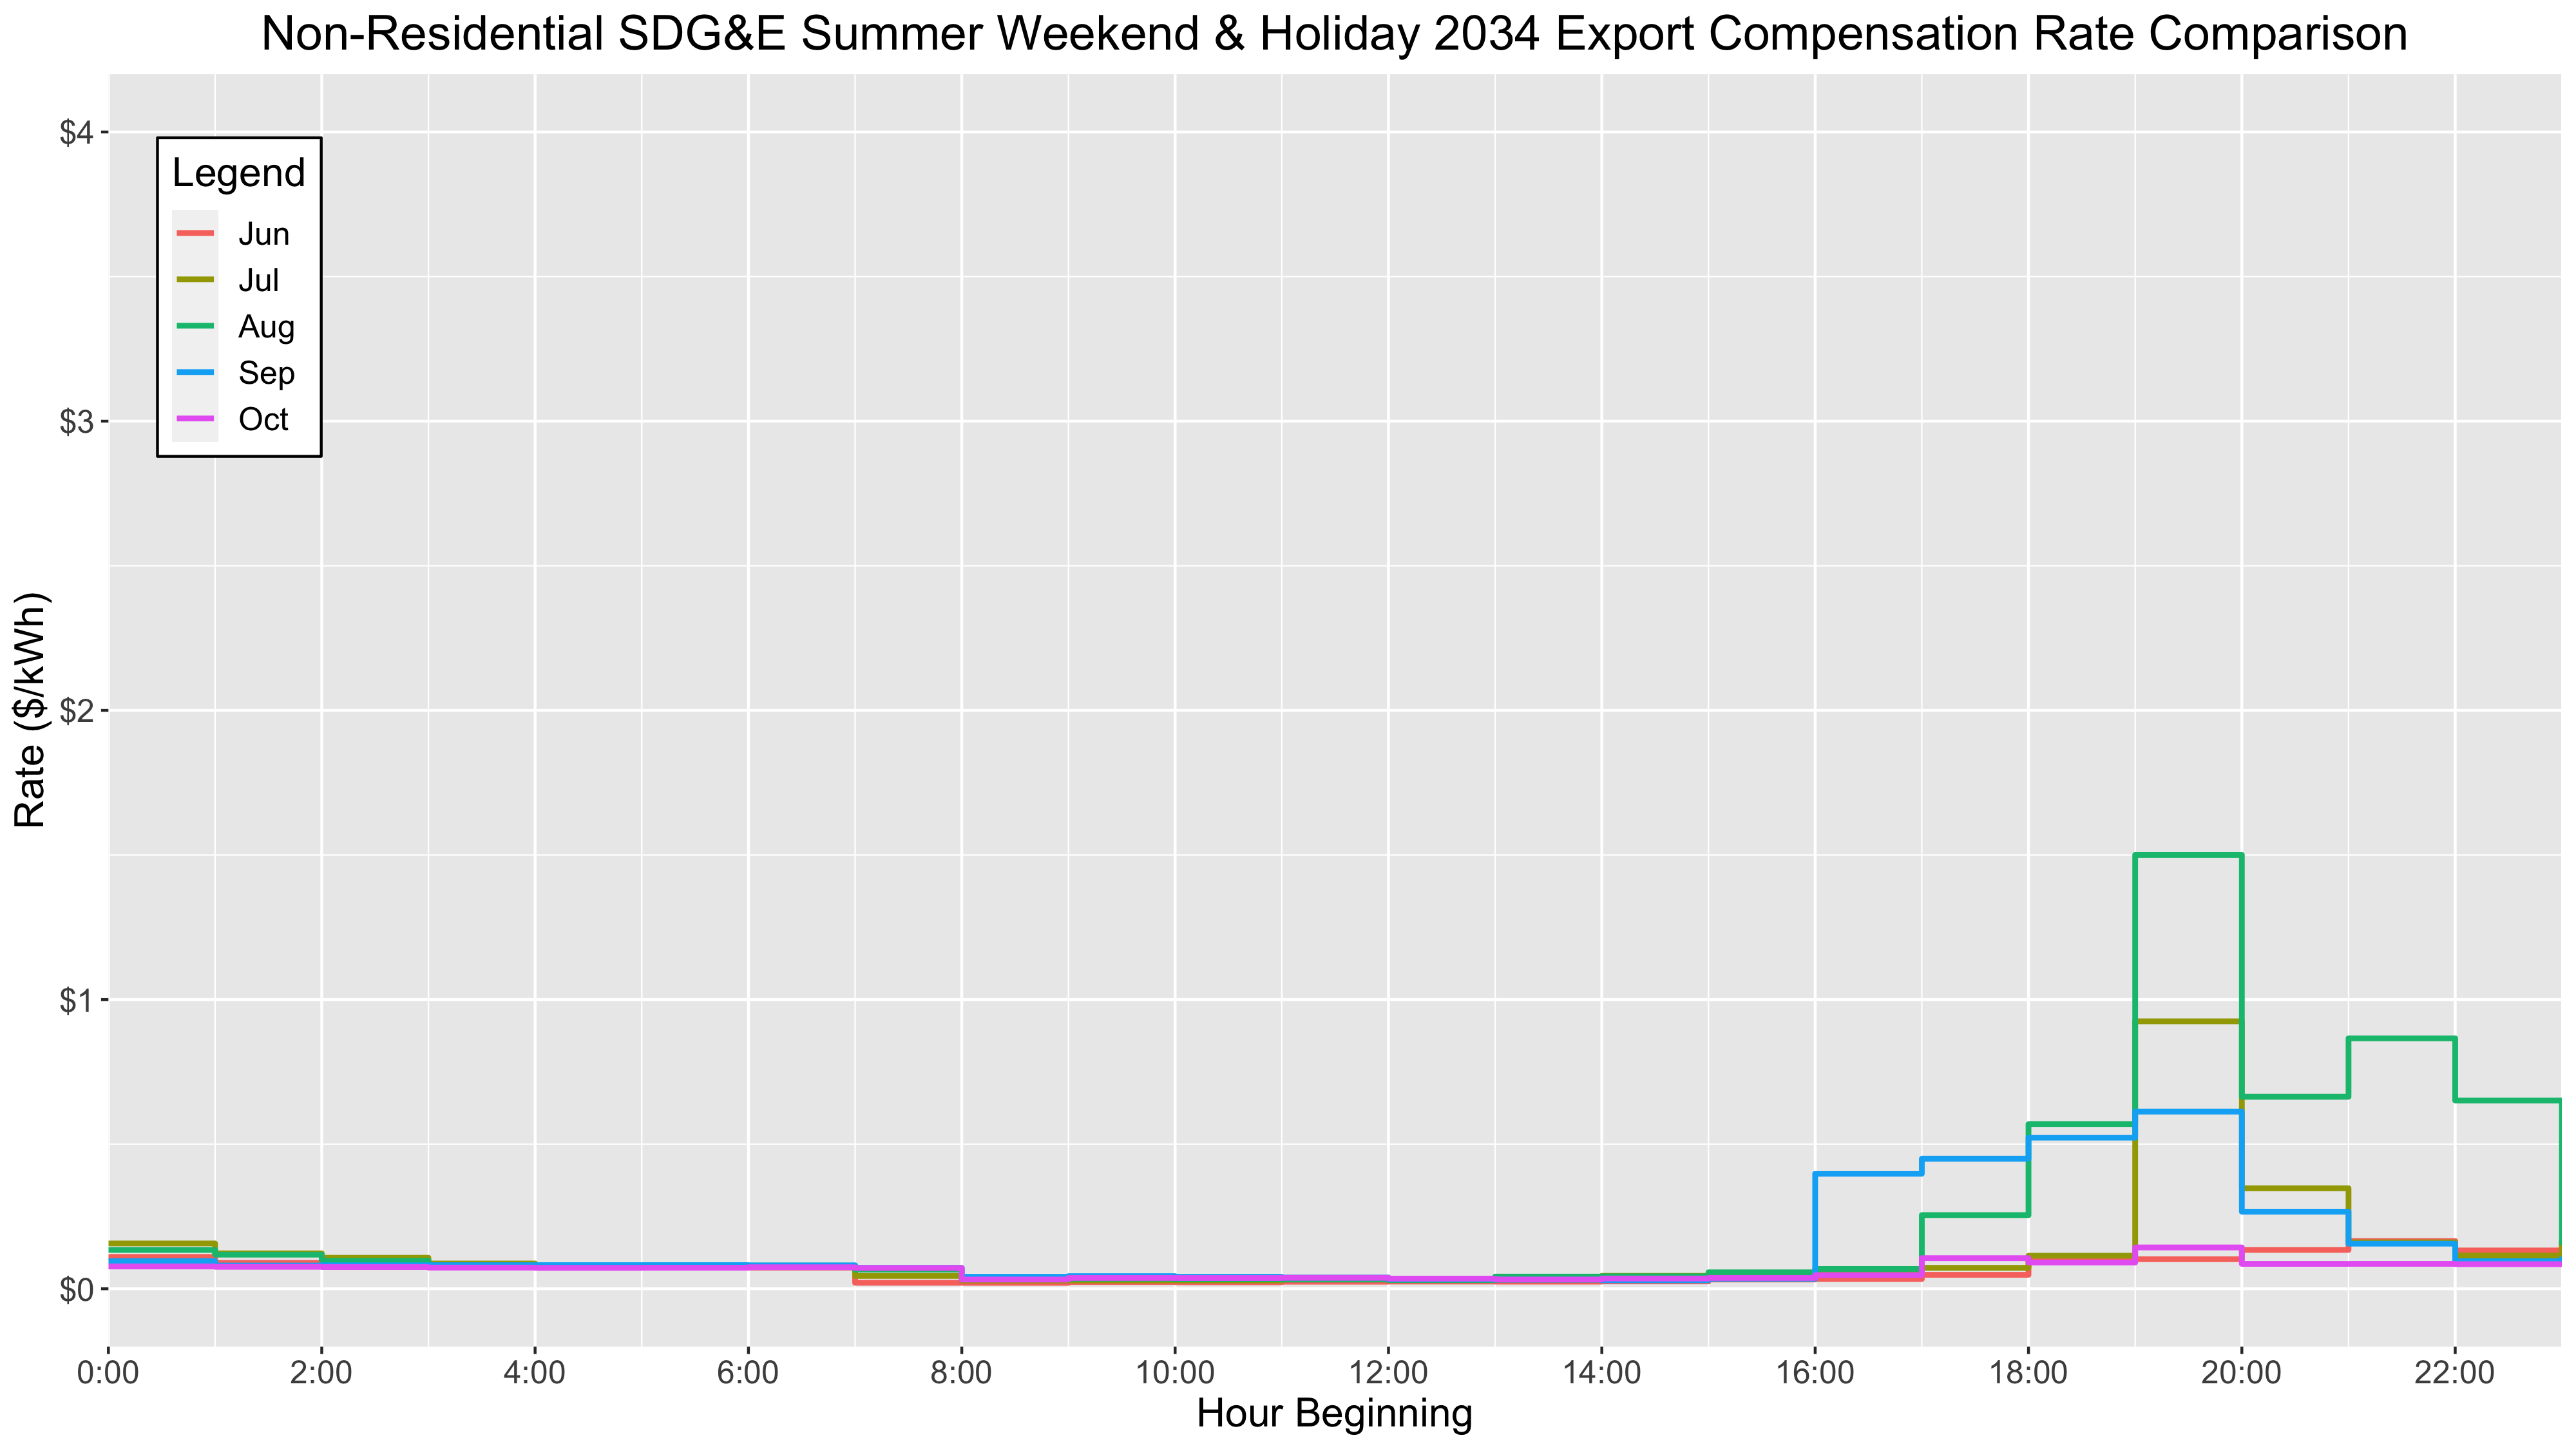 Non-Residential SDG&E Summer Weekend & Holiday 2034 Export Compensation Rate Comparison
$4
Legend
Jun
Jul
Aug
Sep
Oct
$3
$2
$1
$0
Rate ($/kWh)
0:00 2:00 4:00 6:00 8:00 10:00 12:00 14:00 16:00 18:00 20:00 22:00
Hour Beginning